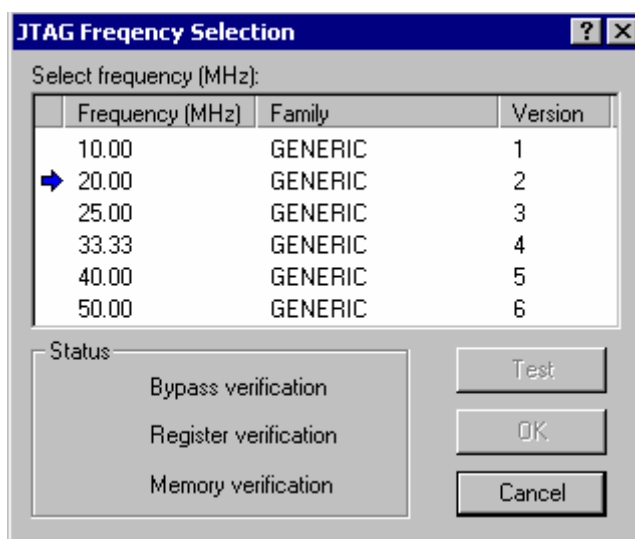 JTAG Freqency Selection
Select frequency (MHz):
Frequency (MHz) Family Version
10.00 GENERIC 1
20.00 GENERIC 2
25.00 GENERIC 3
33.33 GENERIC 4
40.00 GENERIC 5
50.00 GENERIC 6
Status
Bypass verification
Register verification
Memory verification
Test
OK
Cancel